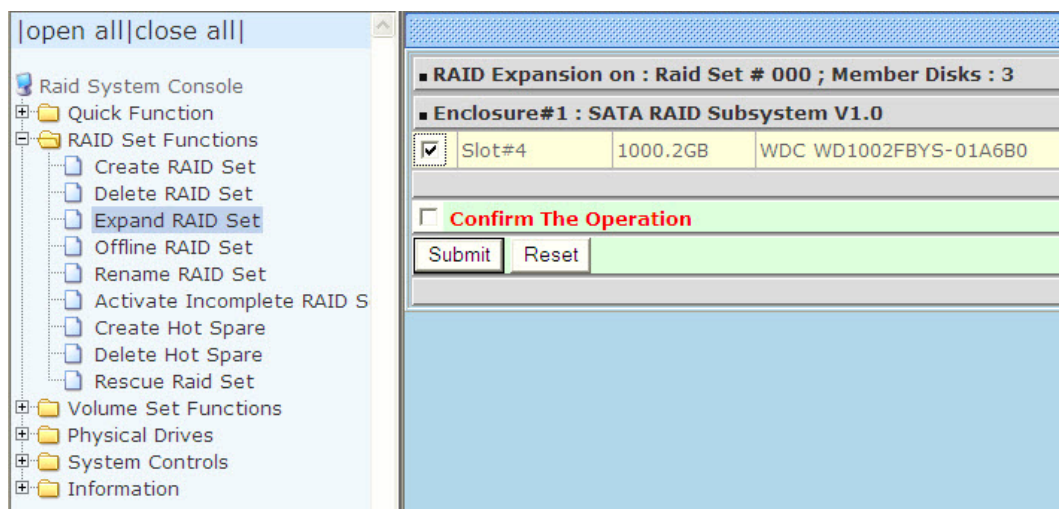 |open all|close all|
Raid System Console
Quick Function
RAID Set Functions
Create RAID Set
Delete RAID Set
Expand RAID Set
Offline RAID Set
Rename RAID Set
Activate Incomplete RAID S
Create Hot Spare
Delete Hot Spare
Rescue Raid Set
Volume Set Functions
Physical Drives
System Controls
Information
RAID Expansion on : Raid Set # 000 ; Member Disks : 3
Enclosure#1 : SATA RAID Subsystem V1.0
Slot#4 1000.2GB WDC WD1002FBYS-01A6B0
Confirm The Operation
Submit Reset